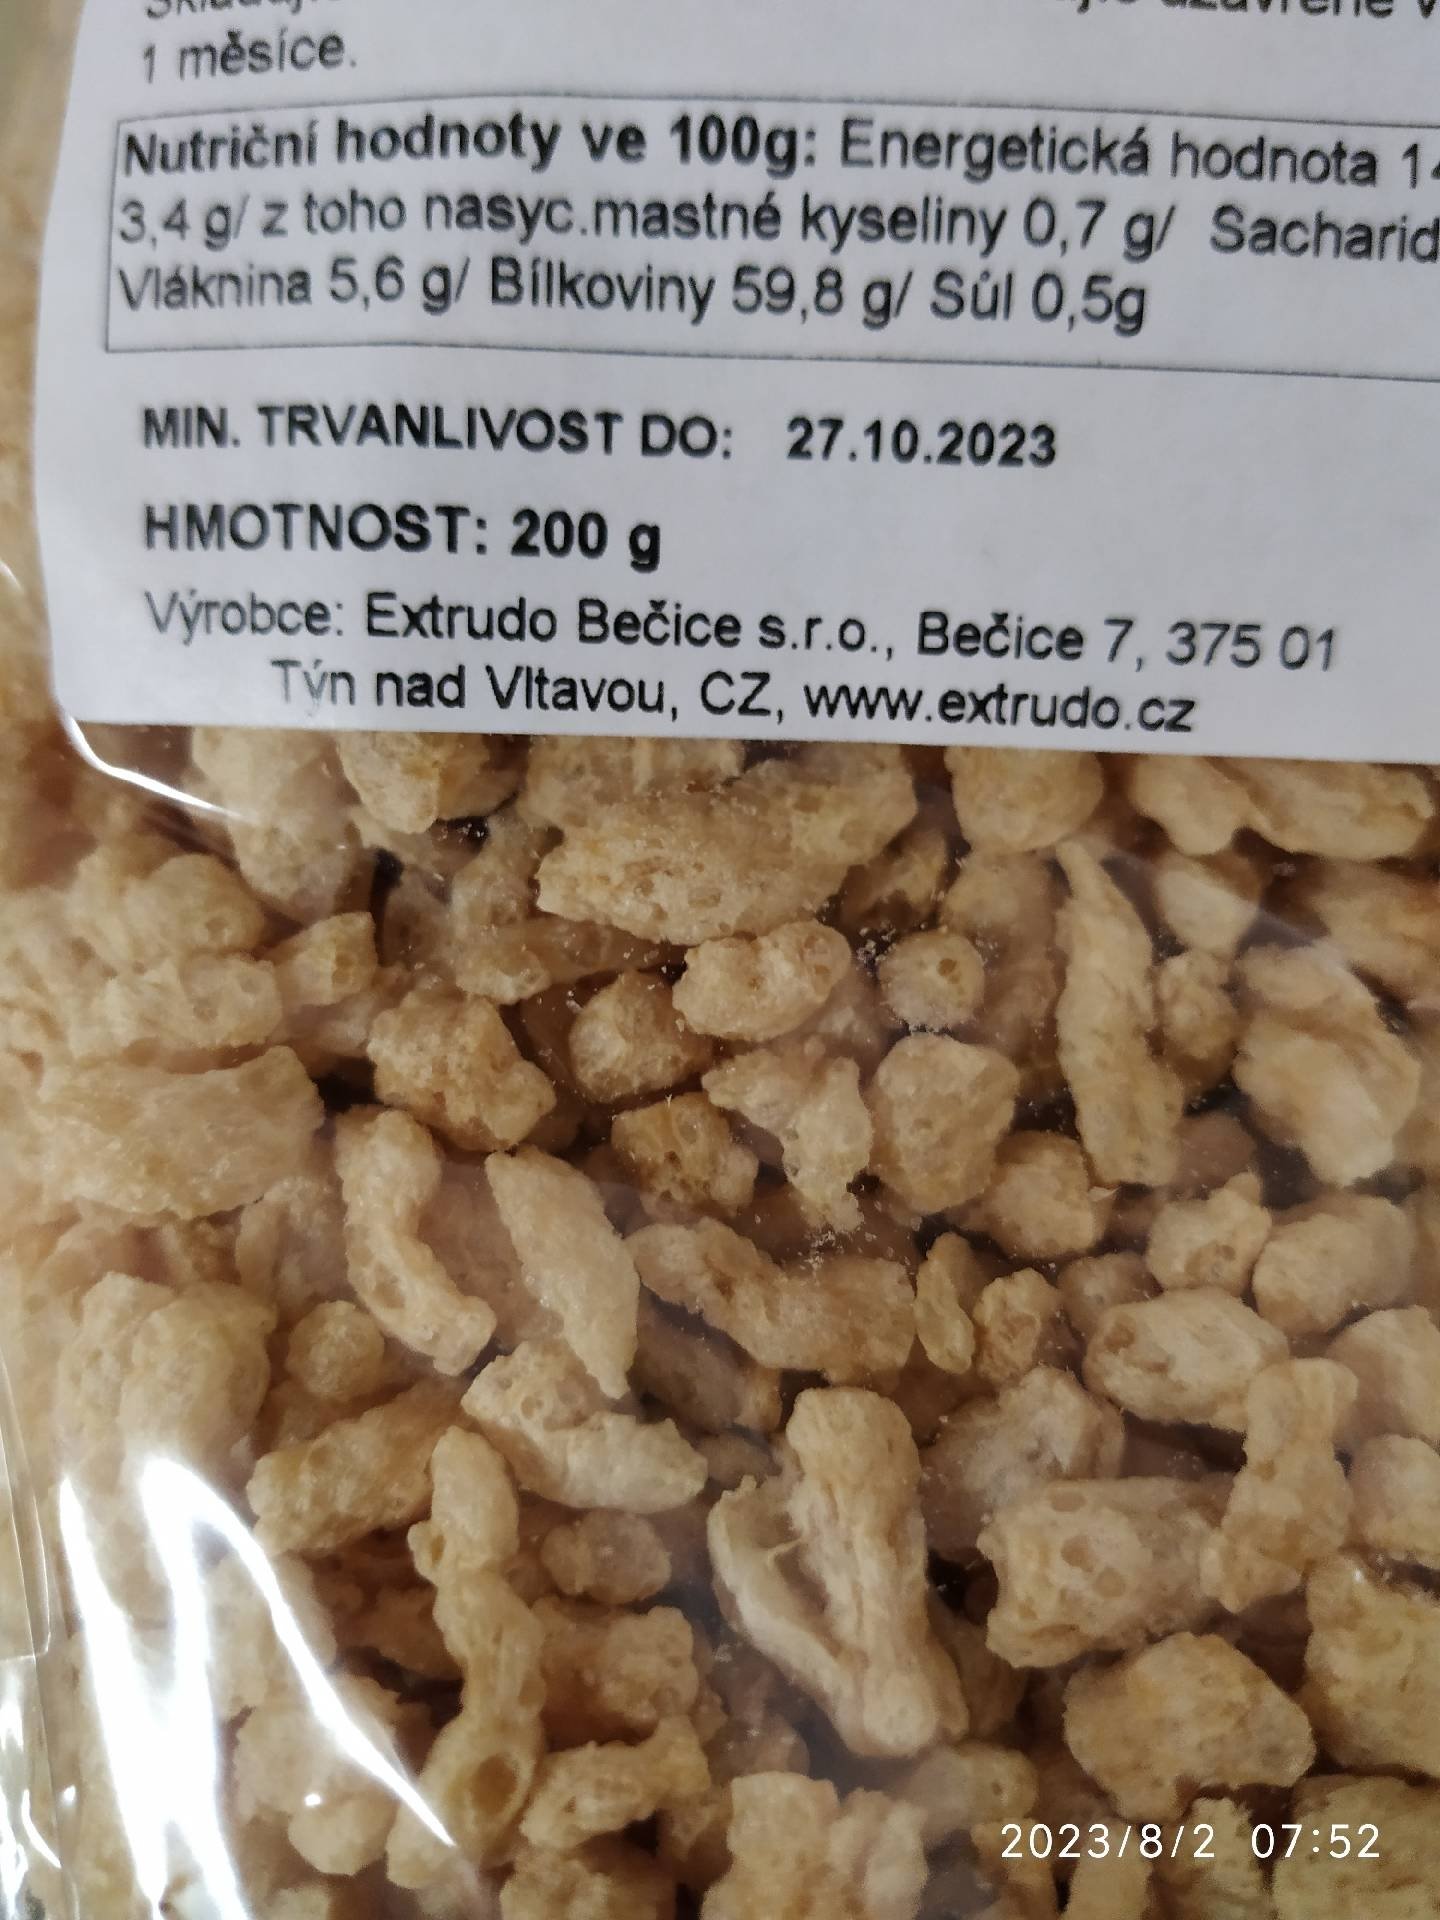 1 měsíce.
Nutriční hodnoty ve 100g: Energetická hodnota
3,4 g/ z toho nasyc.mastné kyseliny 0,7 g/ Sacharid
Vláknina 5,6 g/ Bílkoviny 59,8 g/ Sůl 0,5g
MIN. TRVANLIVOST DO: 27.10.2023
HMOTNOST: 200 g
Výrobce: Extrudo Bečice s.r.o., Bečice 7, 375 01
Týn nad Vltavou, CZ, www.extrudo.cz
2023/8/2 07:52